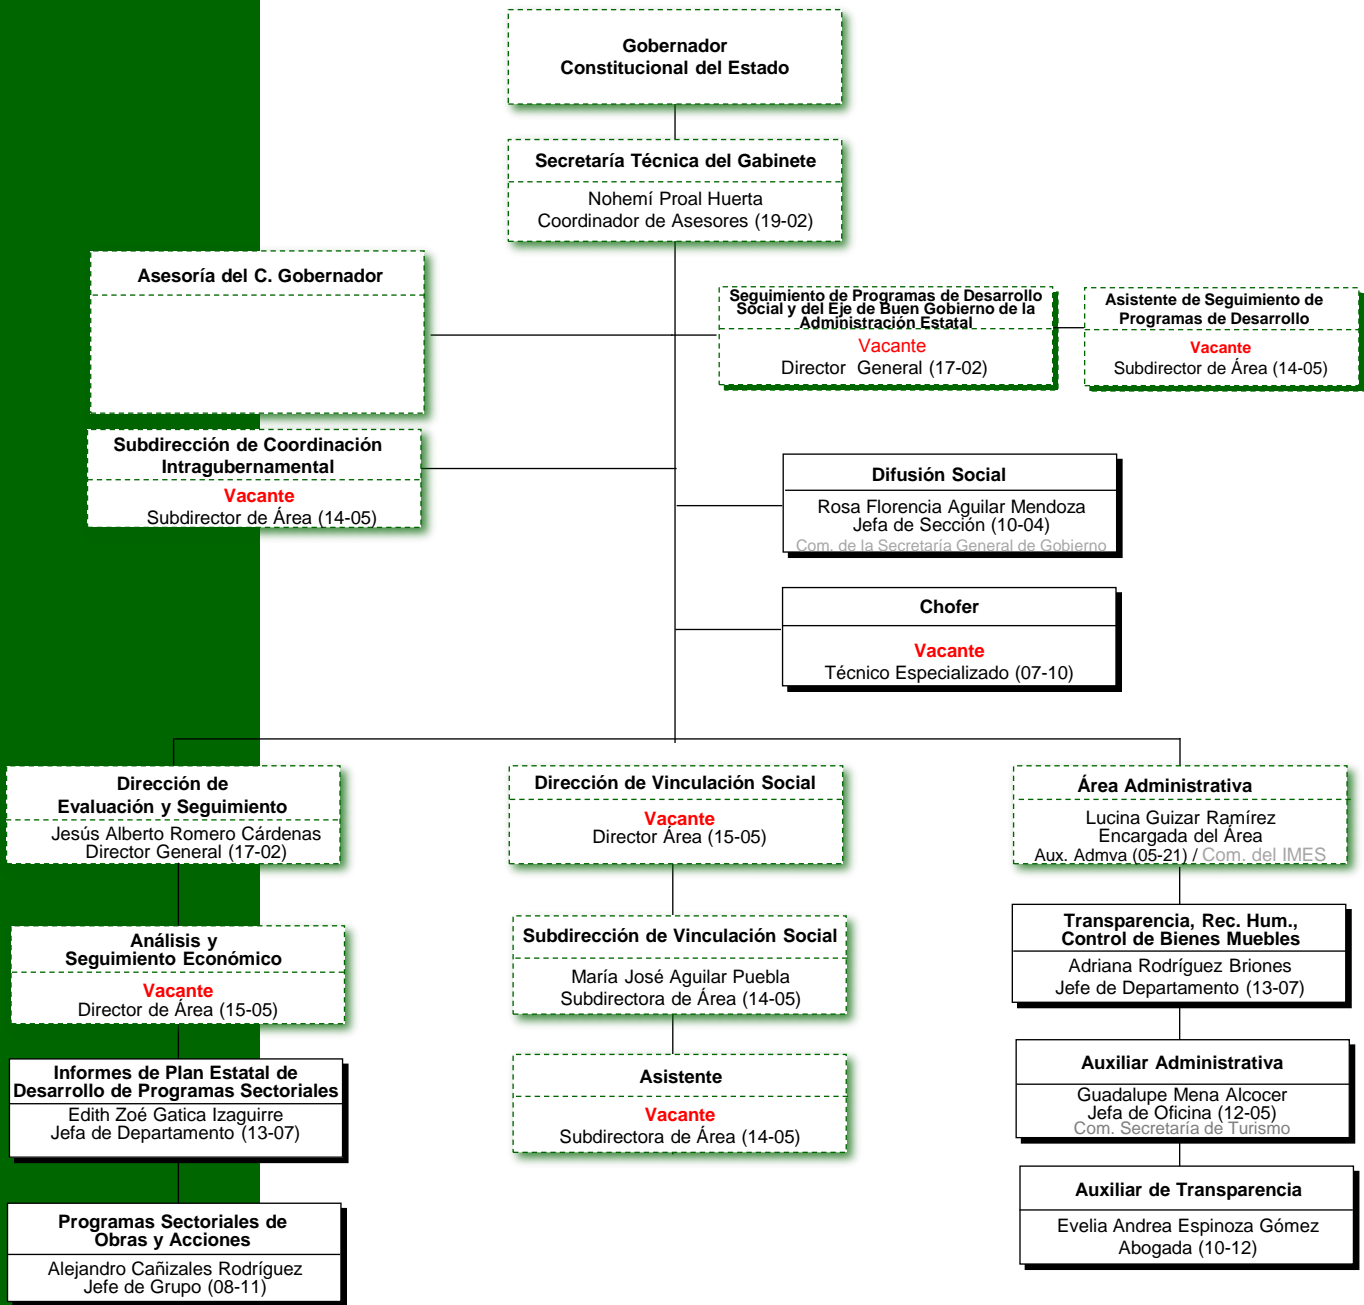 Gobernador
Constitucional del Estado
Secretaría Técnica del Gabinete
Nohemí Proal Huerta
Coordinador de Asesores (19-02)
Asesoría del C. Gobernador
Seguimiento de Programas de Desarrollo
Social y del Eje de Buen Gobierno de la
Administración Estatal
Vacante
Director General (17-02)
Asistente de Seguimiento de
Programas de Desarrollo
Vacante
Subdirector de Área (14-05)
Subdirección de Coordinación
Intragubernamental
Vacante
Subdirector de Área (14-05)
Difusión Social
Rosa Florencia Aguilar Mendoza
Jefa de Sección (10-04)
Com. de la Secretaría General de Gobierno
Chofer
Vacante
Técnico Especializado (07-10)
Dirección de
Evaluación y Seguimiento
Jesús Alberto Romero Cárdenas
Director General (17-02)
Análisis y
Seguimiento Económico
Vacante
Director de Área (15-05)
Informes de Plan Estatal de
Desarrollo de Programas Sectoriales
Edith Zoé Gatica Izaguirre
Jefa de Departamento (13-07)
Programas Sectoriales de
Obras y Acciones
Alejandro Cañizales Rodríguez
Jefe de Grupo (08-11)
Dirección de Vinculación Social
Vacante
Director Área (15-05)
Subdirección de Vinculación Social
María José Aguilar Puebla
Subdirectora de Área (14-05)
Asistente
Vacante
Subdirectora de Área (14-05)
Área Administrativa
Lucina Guizar Ramírez
Encargada del Área
Aux. Admva (05-21) / Com. del IMES
Transparencia, Rec. Hum.,
Control de Bienes Muebles
Adriana Rodríguez Briones
Jefe de Departamento (13-07)
Auxiliar Administrativa
Guadalupe Mena Alcocer
Jefa de Oficina (12-05)
Com. Secretaría de Turismo
Auxiliar de Transparencia
Evelia Andrea Espinoza Gómez
Abogada (10-12)